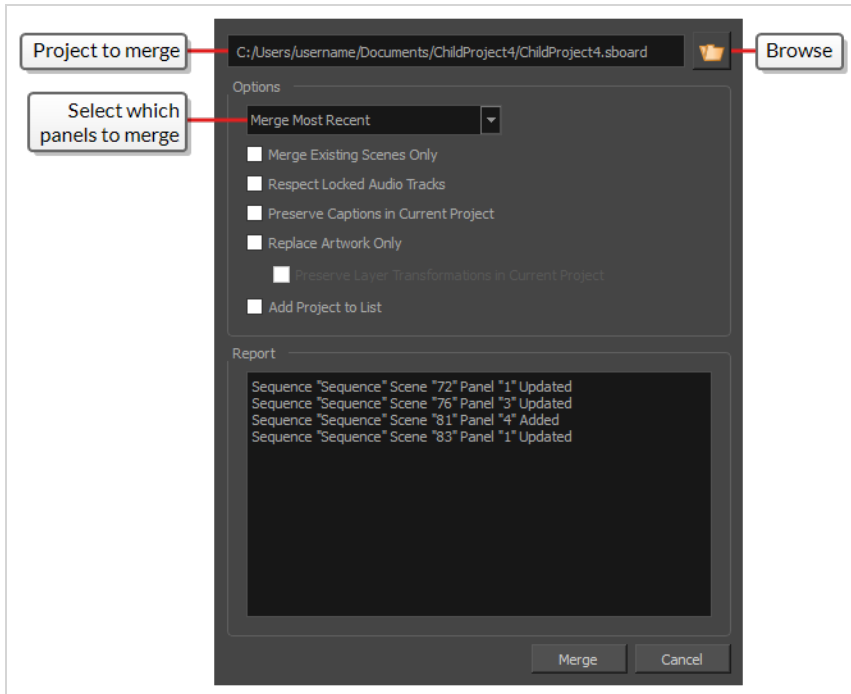 Project to merge
C:/Users/username/Documents/ChildProject4/ChildProject4.sboard
Browse
Options
Select which
panels to merge
Merge Most Recent
Merge Existing Scenes Only
Respect Locked Audio Tracks
Preserve Captions in Current Project
Replace Artwork Only
Preserve Layer Transformations in Current Project
Add Project to List
Report
Sequence "Sequence" Scene "72" Panel "1" Updated
Sequence "Sequence" Scene "76" Panel "3" Updated
Sequence "Sequence" Scene "81" Panel "4" Added
Sequence "Sequence" Scene "83" Panel "1" Updated
Merge
Cancel